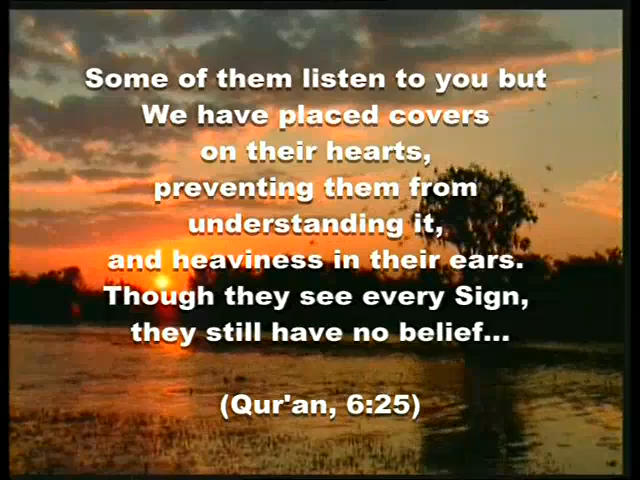 Some of them listen to you but
We have placed covers
on their hearts,
preventing them from
understanding it,
and heaviness in their ears.
Though they see every Sign,
they still have no belief...
(Qur'an, 6:25)